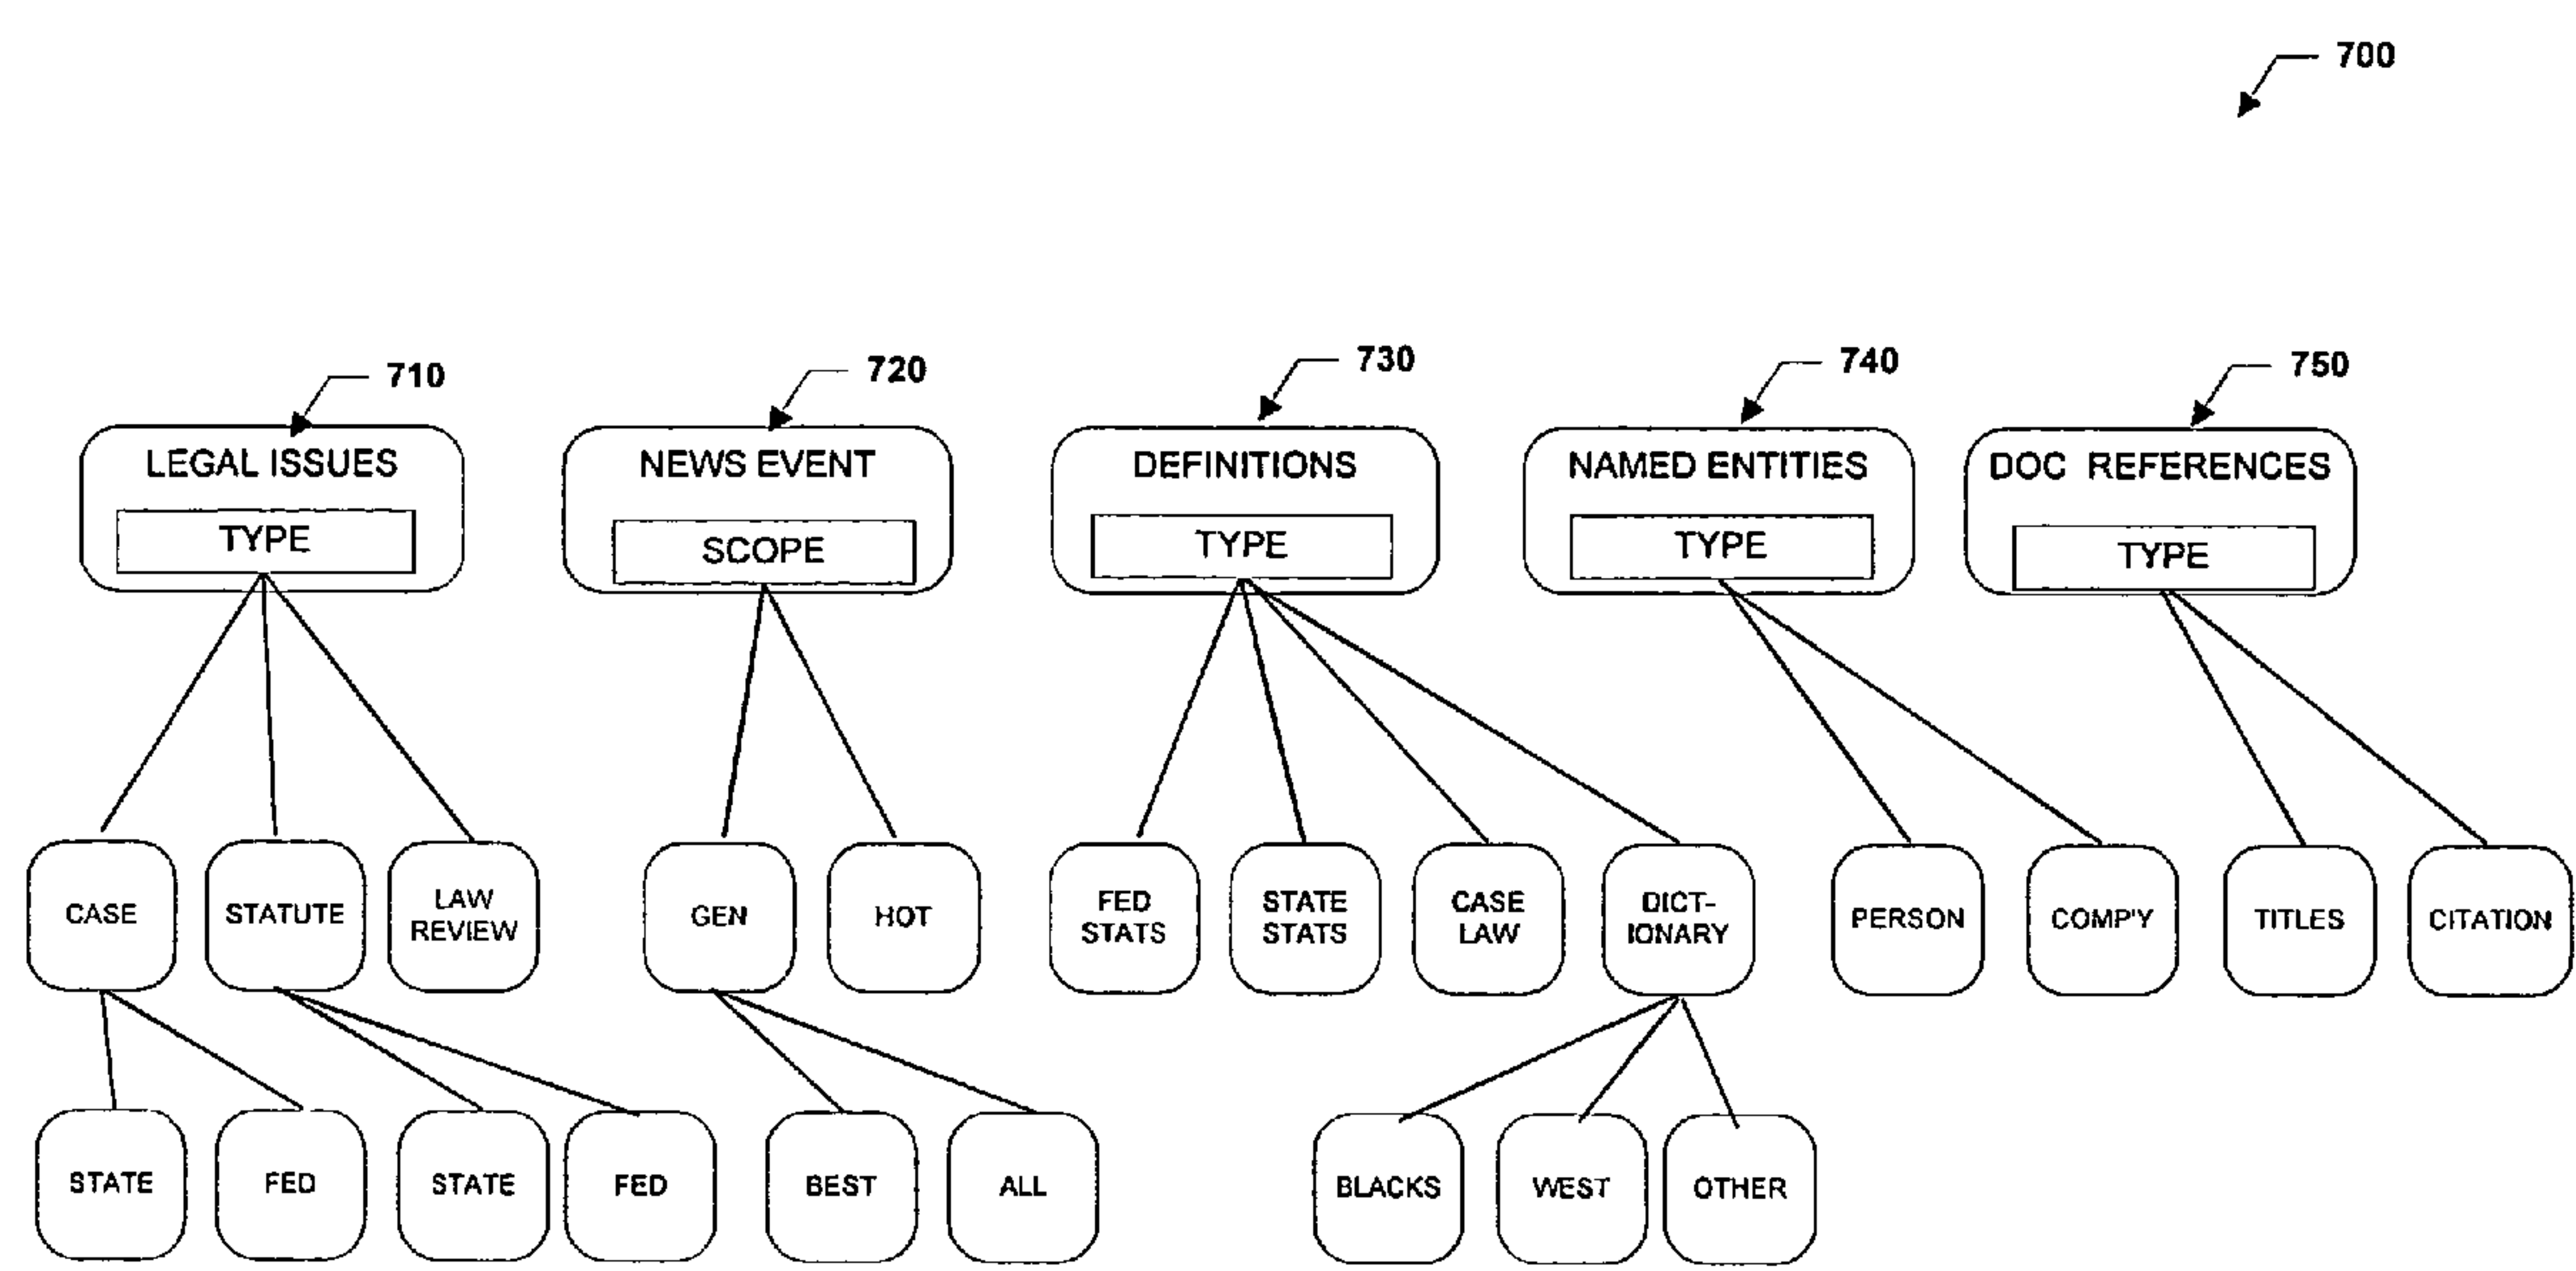 700
710
720
730
740
750
LEGAL ISSUES
TYPE
NEWS EVENT
SCOPE
DEFINITIONS
TYPE
NAMED ENTITIES
TYPE
DOC REFERENCES
TYPE
CASE
STATUTE
LAW
REVIEW
GEN
HOT
FED
STATS
STATE
STATS
CASE
LAW
DICT-
IONARY
PERSON
COMP'Y
TITLES
CITATION
STATE
FED
STATE
FED
BEST
ALL
BLACKS
WEST
OTHER